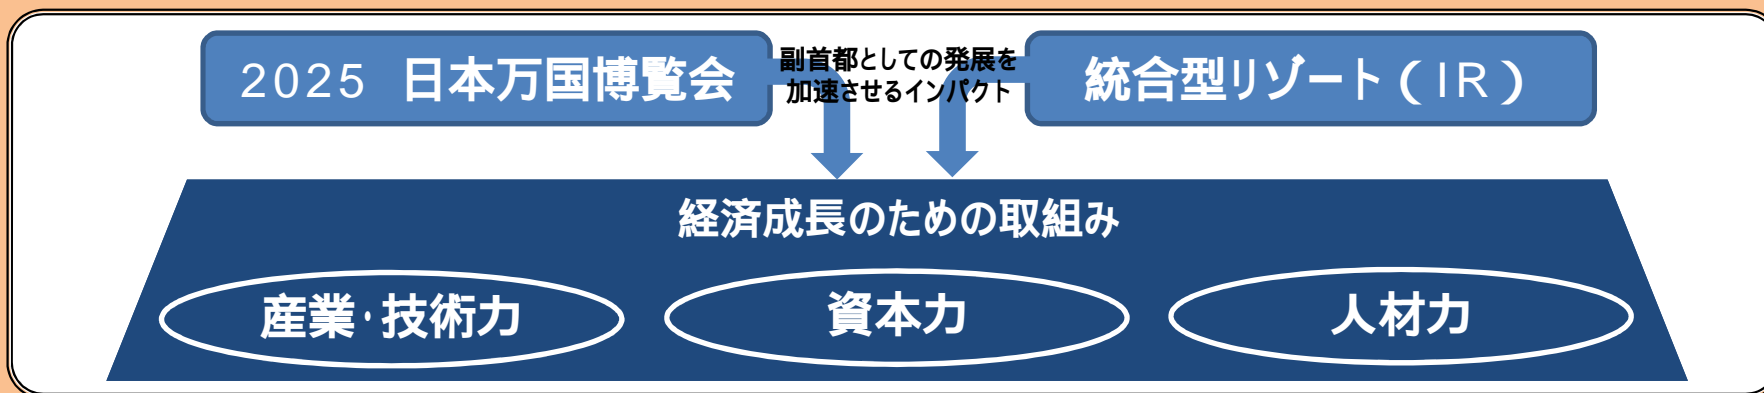 2025 日本万国博覧会
副首都としての発展を
加速させるインパクト
統合型リゾート(IR)
経済成長のための取組み
産業・技術力
資本力
人材力